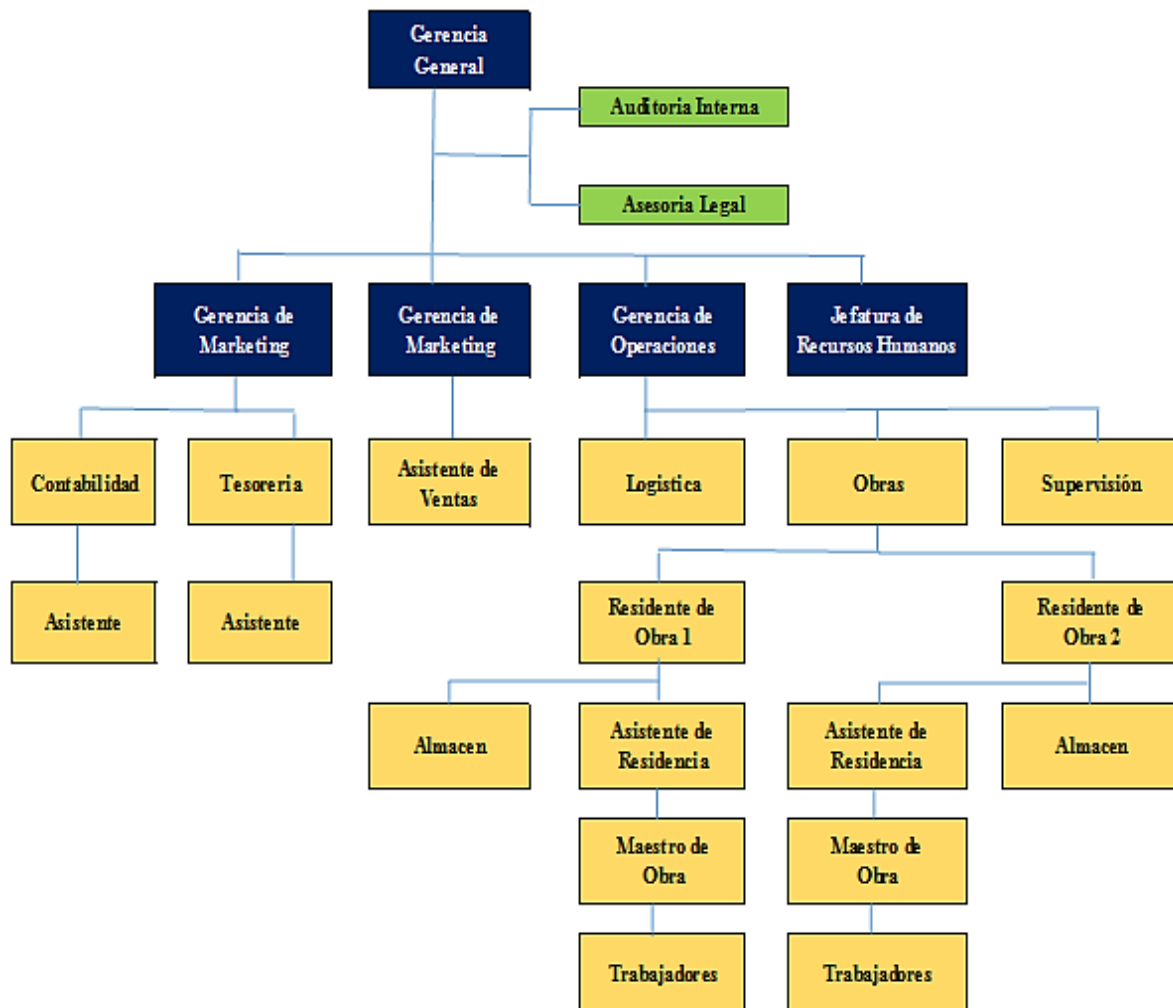 Gerencia
General
Auditoria Interna
Asesoria Legal
Gerencia de
Marketing
Gerencia de
Marketing
Gerencia de
Operaciones
Jefatura de
Recursos Humanos
Contabilidad
Tesoreria
Asistente de
Ventas
Logistica
Obras
Supervisión
Asistente
Asistente
Residente de
Obra 1
Residente de
Obra 2
Almacen
Asistente de
Residencia
Asistente de
Residencia
Almacen
Maestro de
Obra
Maestro de
Obra
Trabajadores
Trabajadores